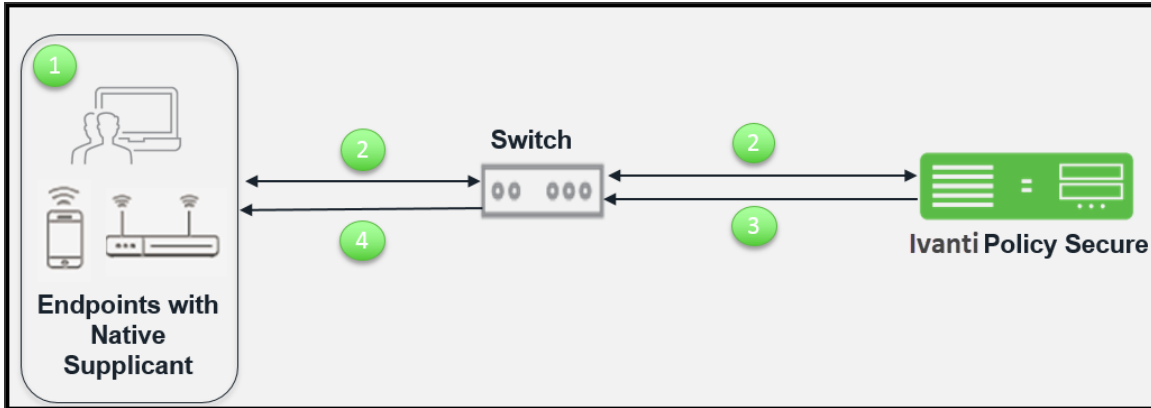 1
2
Switch
2
4
3
Ivanti Policy Secure
Endpoints with
Native
Supplicant